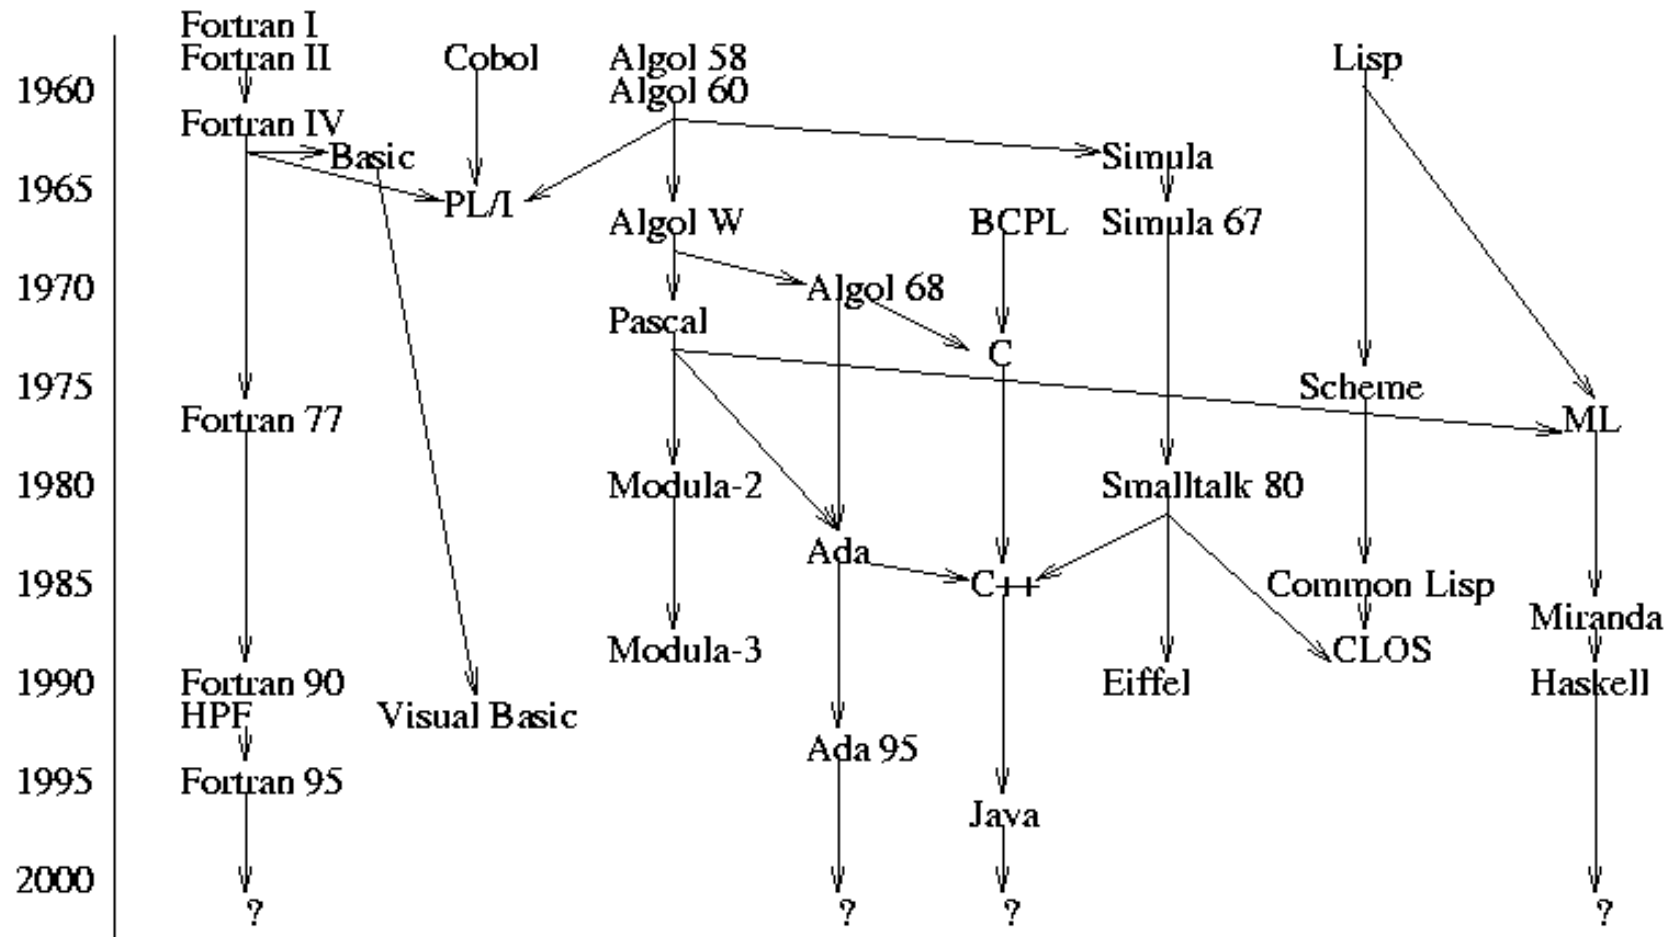 Fortran I
Fortran II Cobol Algol 58 Lisp
1960 Algol 60
Fortran IV
Basic Simula
1965 PL/I
Algol W BCPL Simula 67
1970 Algol 68
Pascal
C
1975 Scheme
Fortran 77 ML
1980 Modula-2 Smalltalk 80
Ada
1985 C++ Common Lisp
Miranda
Modula-3 CLOS
1990 Fortran 90 Eiffel Haskell
HPF Visual Basic
Ada 95
1995 Fortran 95
Java
2000
? ? ? ?